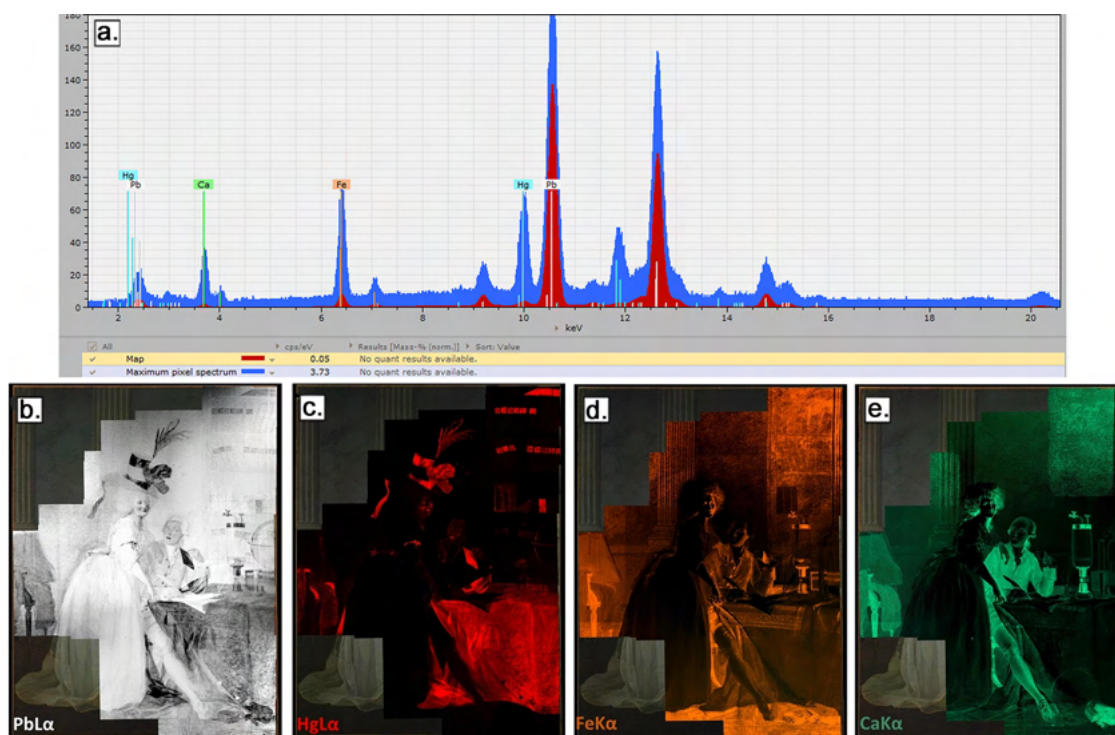 a.
180
160
140
120
100
80
60
40
20
0
Hg
Pb
Ca
Fe
Hg
Pb
2 4 6 8 10 12 14 16 18 20
keV
All cps/eV Results [Mass-% (norm.)] Sort: Value
Map 0.05 No quant results available.
Maximum pixel spectrum 3.73 No quant results available.
b.
c.
d.
e.
PbLα
HgLα
FeKα
CaKα